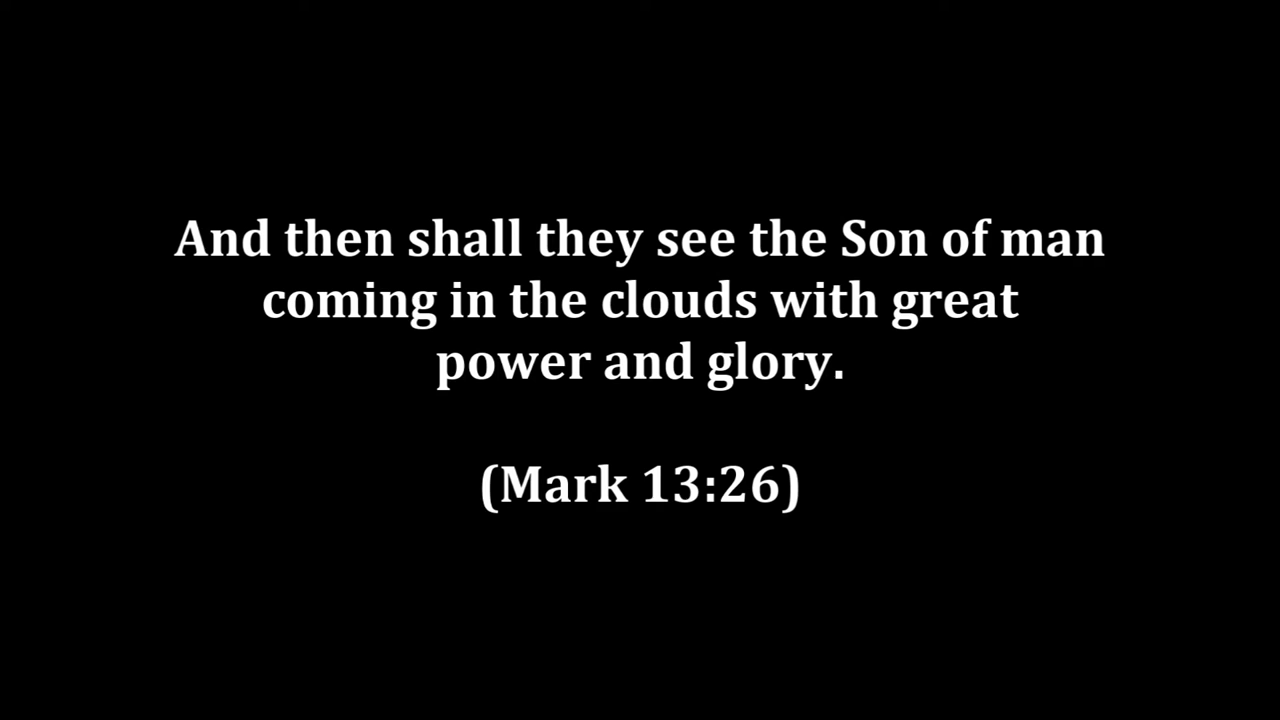 And then shall they see the Son of man
coming in the clouds with great
power and glory.
(Mark 13:26)